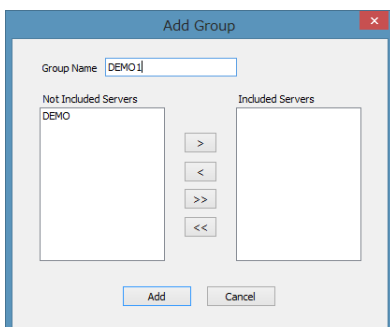 Add Group
Group Name DEMO1
Not Included Servers Included Servers
DEMO
>
<
>>
<<
Add Cancel